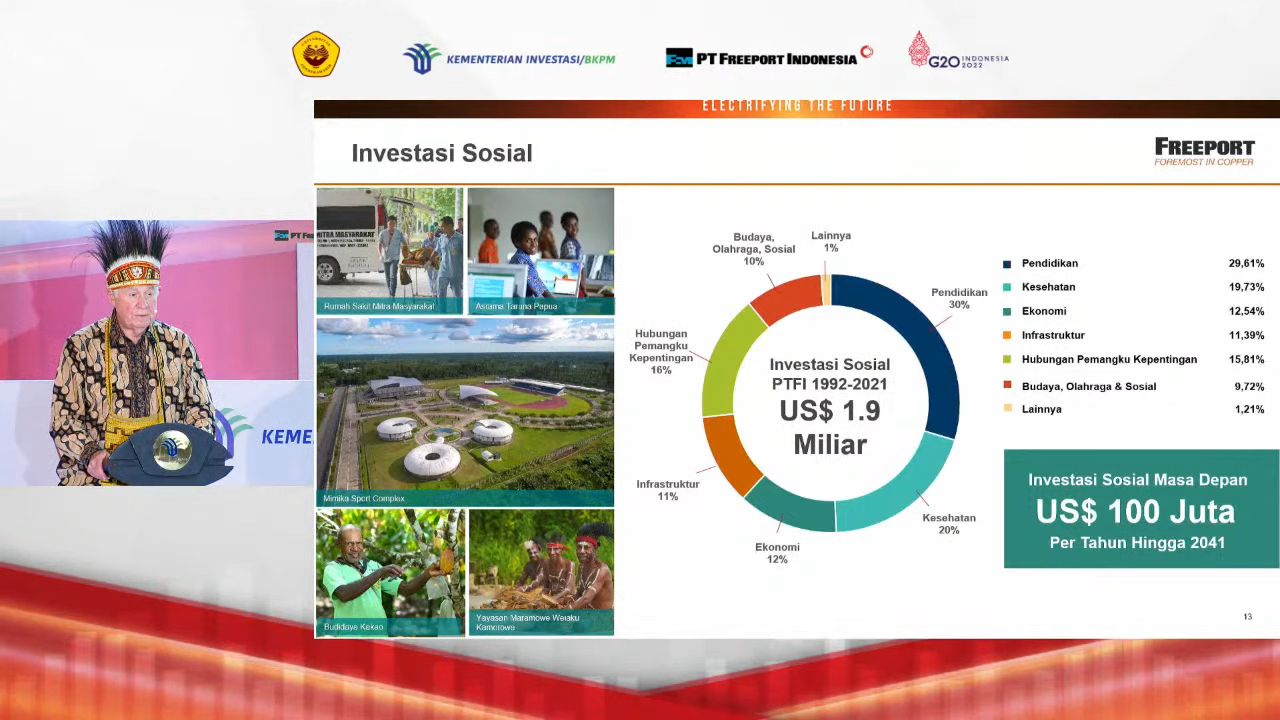 KEMENTERIAN INVESTASI/BKPM
PT FREEPORT INDONESIA
G20 INDONESIA
2022
ELECTRIFYING THE FUTURE
Investasi Sosial
FREEPORT
FOREMOST IN COPPER
PT
MITRA MASYARAKAT
Rumah Sakit Mitra Masyarakat
Asrama Taruna Papua
Mimika Sport Complex
Budidaya Kakao
Yayasan Maramowe Weiaku
Kamorowe
KEME
Lainnya
1%
Budaya,
Olahraga, Sosial
10%
Pendidikan
30%
Hubungan
Pemangku
Kepentingan
16%
Infrastruktur
11%
Ekonomi
12%
Kesehatan
20%
Investasi Sosial
PTFI 1992-2021
US$ 1.9
Miliar
Pendidikan 29,61%
Kesehatan 19,73%
Ekonomi 12,54%
Infrastruktur 11,39%
Hubungan Pemangku Kepentingan 15,81%
Budaya, Olahraga & Sosial 9,72%
Lainnya 1,21%
Investasi Sosial Masa Depan
US$ 100 Juta
Per Tahun Hingga 2041
13